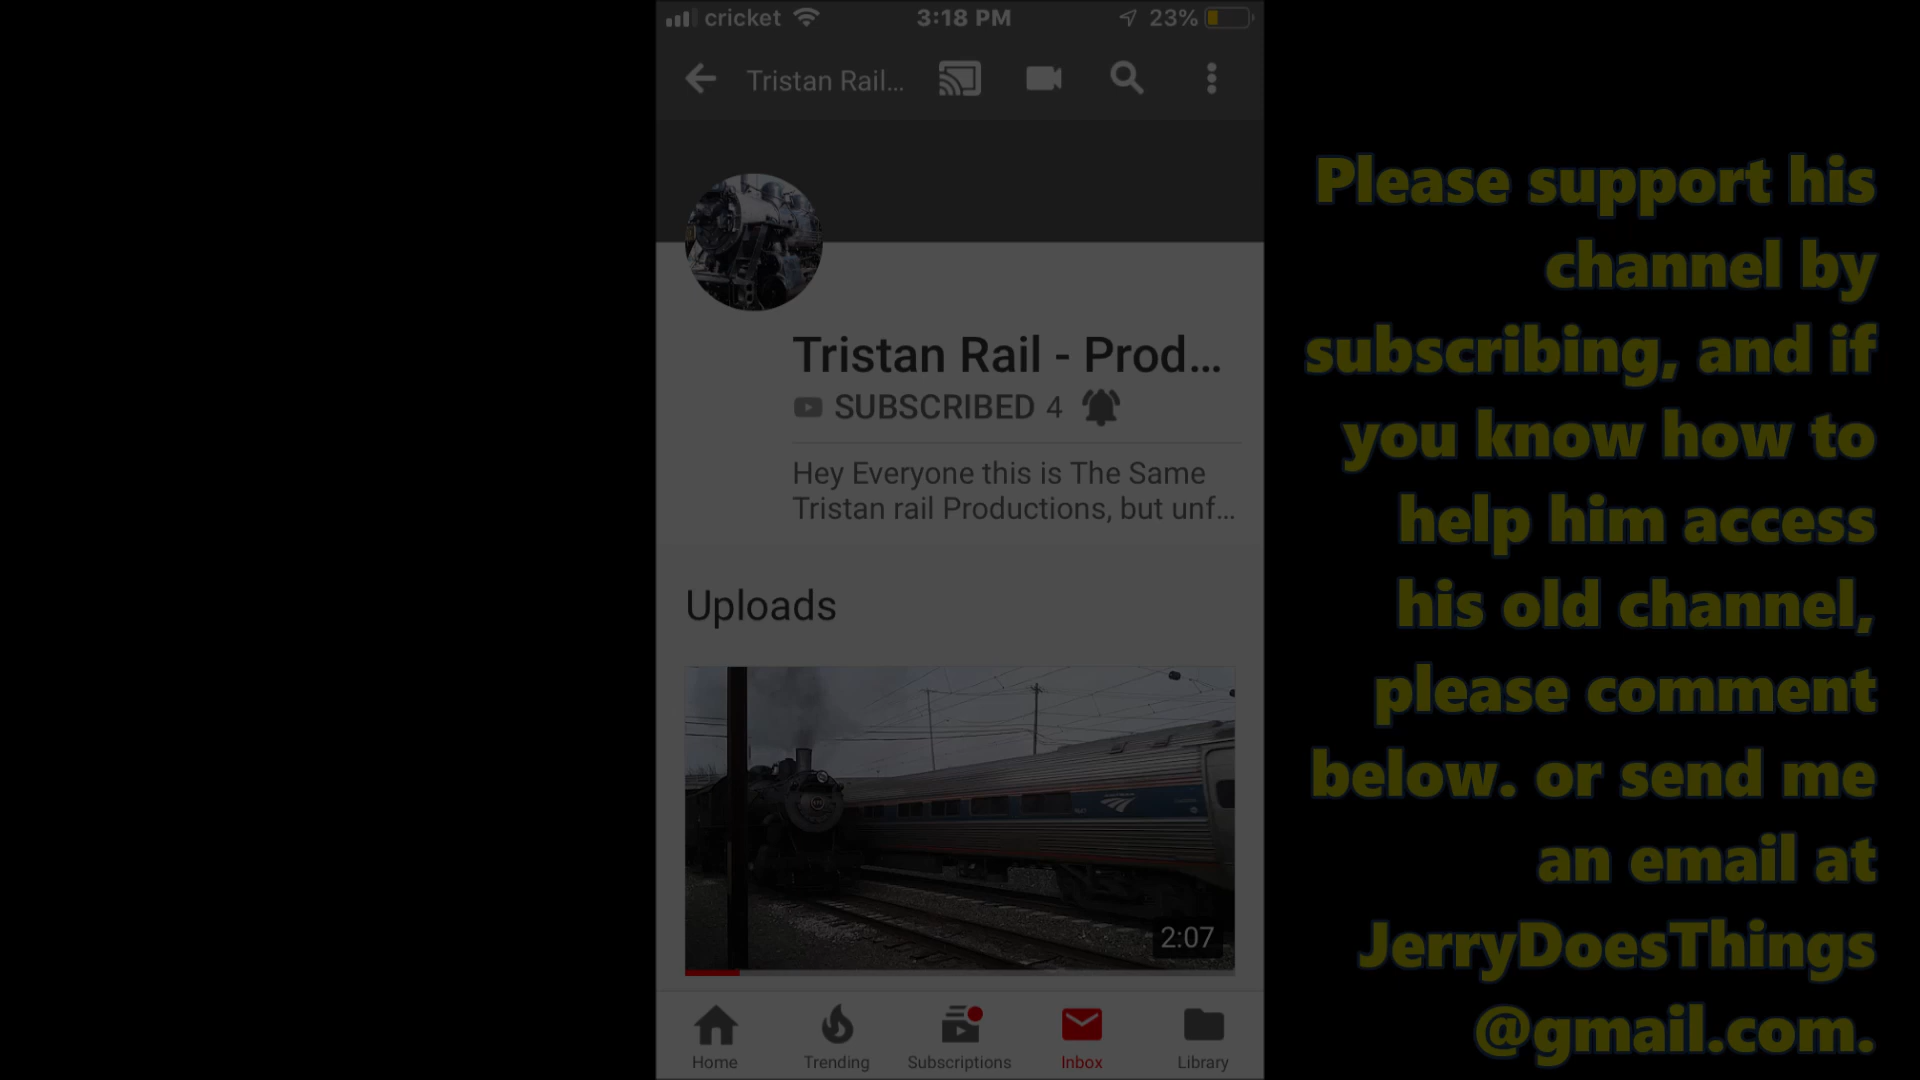 cricket 3:18 PM 23%
Tristan Rail...
Tristan Rail - Prod...
SUBSCRIBED 4
Hey Everyone this is The Same
Tristan rail Productions, but unf...
Uploads
2:07
Home Trending Subscriptions Inbox Library
Please support his
channel by
subscribing, and if
you know how to
help him access
his old channel,
please comment
below. or send me
an email at
JerryDoesThings
@gmail.com.